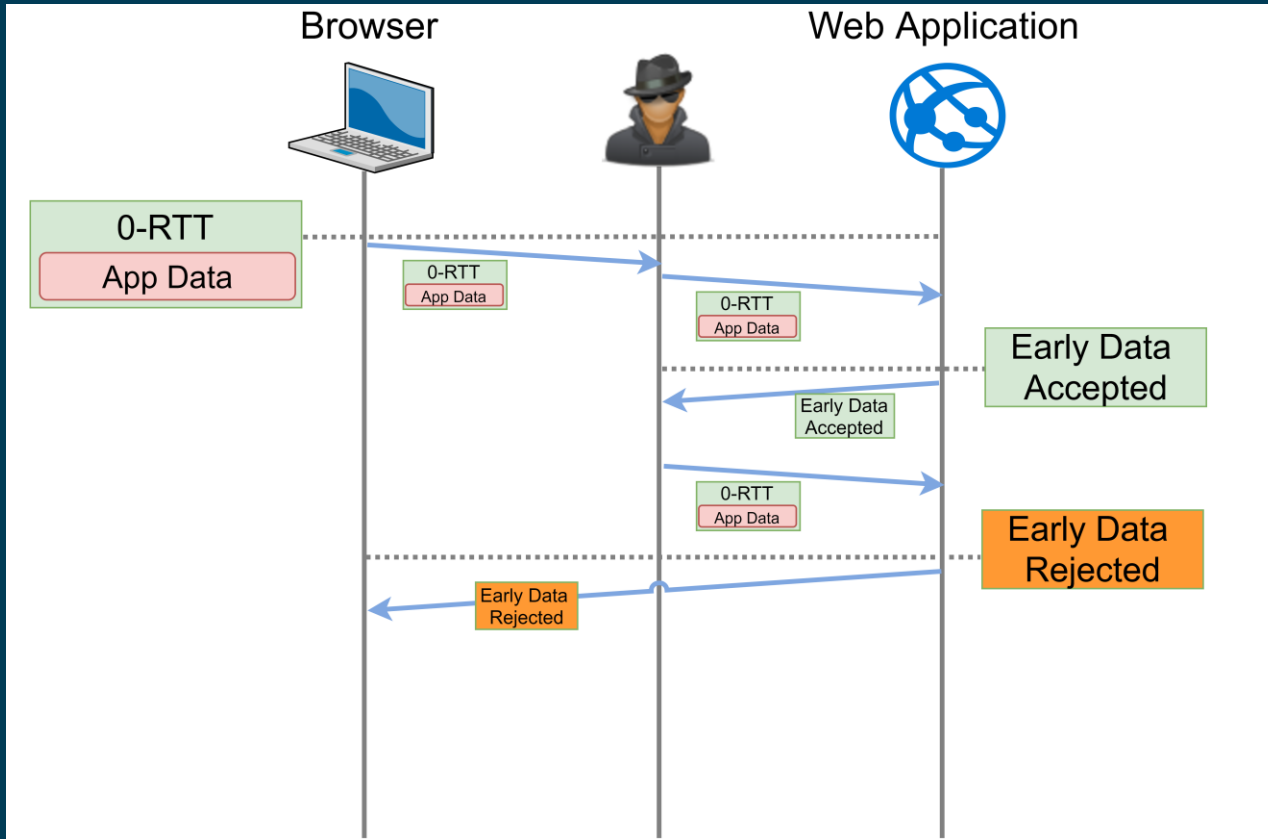 Browser
Web Application
0-RTT
App Data
0-RTT
App Data
0-RTT
App Data
Early Data
Accepted
Early Data
Accepted
0-RTT
App Data
Early Data
Rejected
Early Data
Rejected